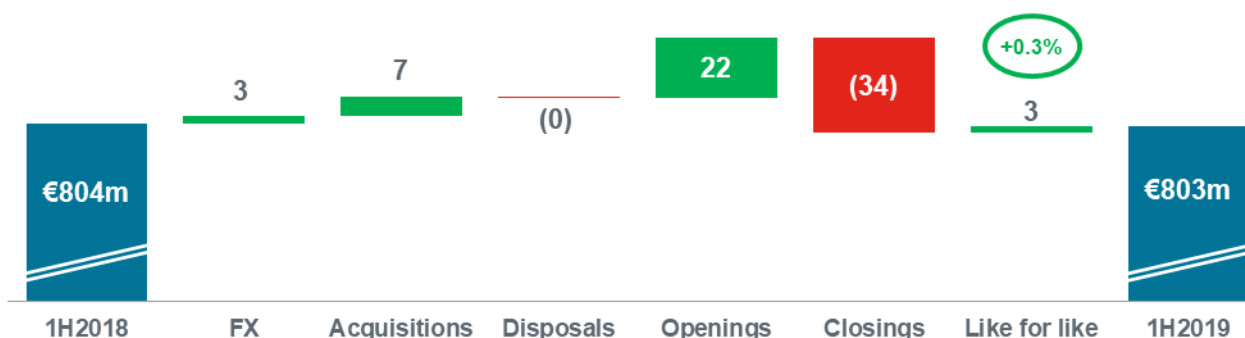 +0.3%
22
7
(34)
3
3
(0)
€804m
€803m
1H2018 FX Acquisitions Disposals Openings Closings Like for like 1H2019